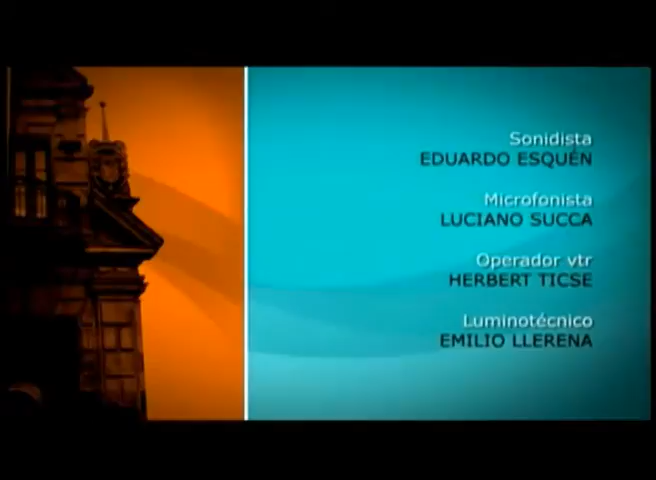 Sonidista
EDUARDO ESQUÉN
Microfonista
LUCIANO SUCCA
Operador vtr
HERBERT TICSE
Luminotécnico
EMILIO LLERENA